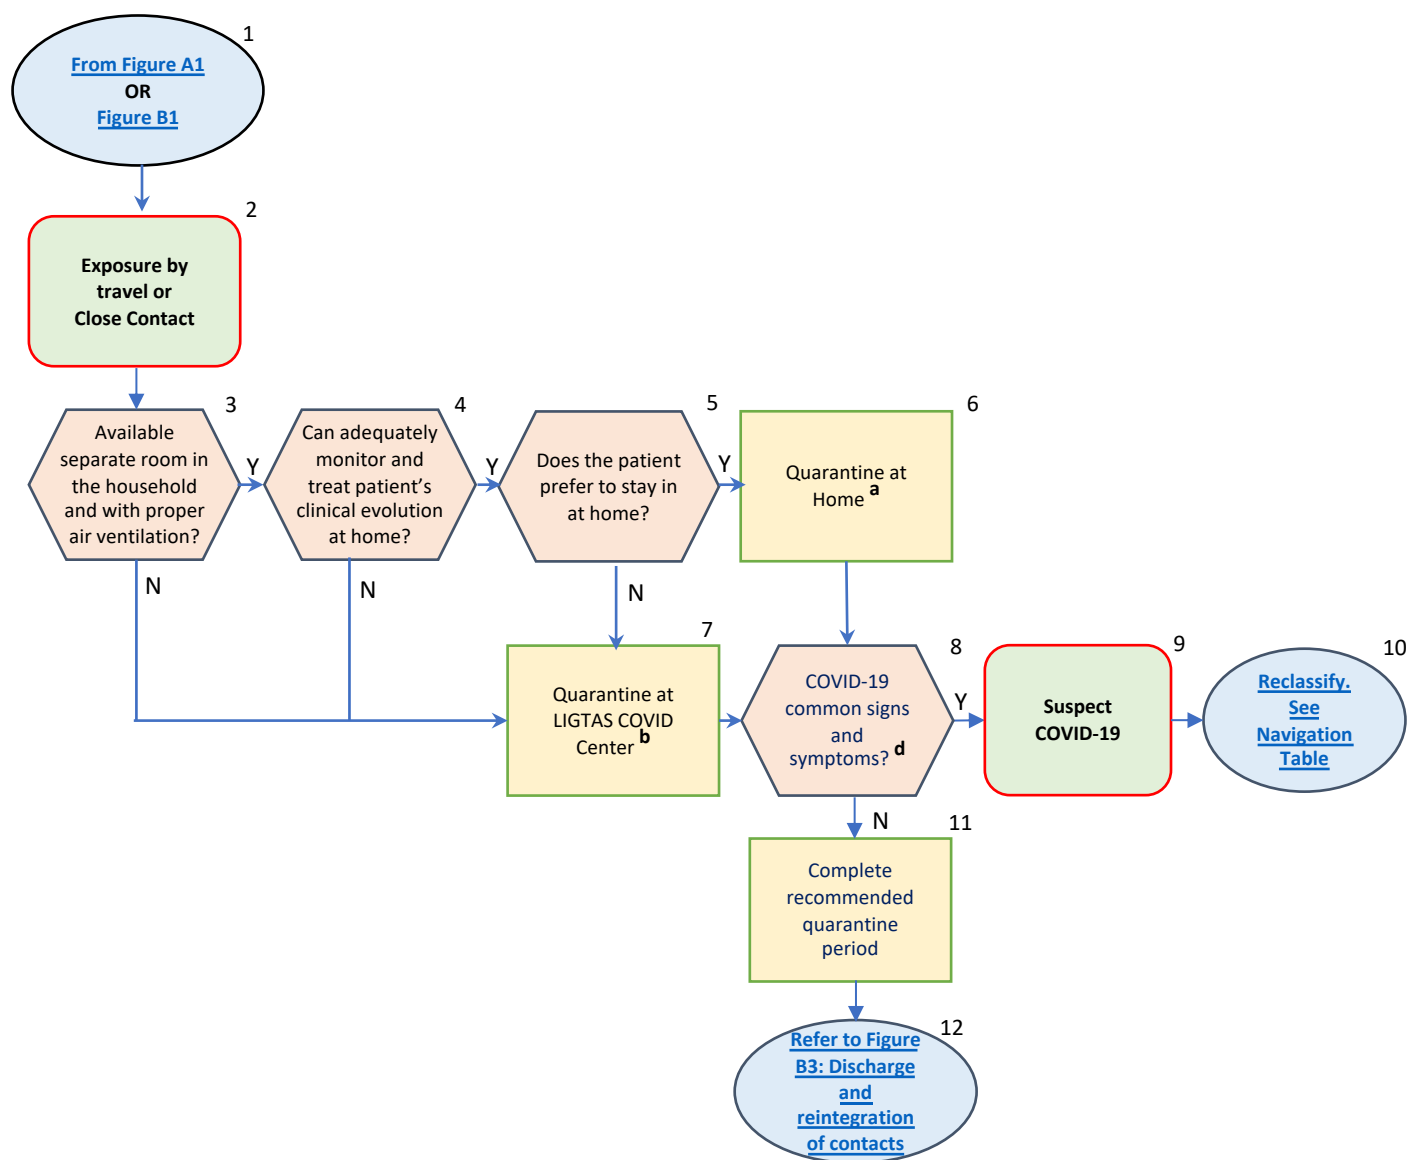 1
From Figure A1
OR
Figure B1
2
Exposure by
travel or
Close Contact
3
Available
separate room in
the household
and with proper
air ventilation?
Y
N
4
Can adequately
monitor and
treat patient's
clinical evolution
at home?
Y
N
5
Does the patient
prefer to stay in
at home?
Y
N
6
Quarantine at
Home a
7
Quarantine at
LIGTAS COVID
Center b
8
COVID-19
common signs
and
symptoms? d
Y
N
9
Suspect
COVID-19
10
Reclassify.
See
Navigation
Table
11
Complete
recommended
quarantine
period
12
Refer to Figure
B3: Discharge
and
reintegration
of contacts